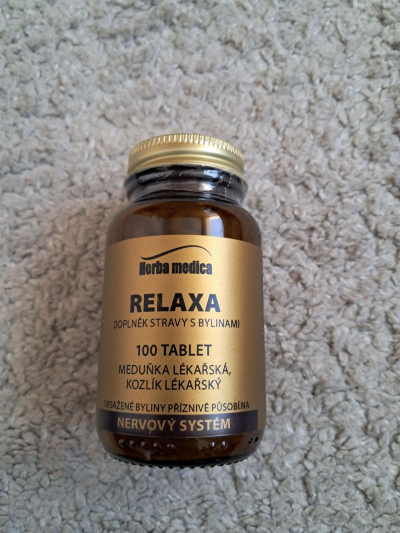 Herba medica
RELAXA
DOPLNĚK STRAVY S BYLINAMI
100 TABLET
MEDUŇKA LÉKAŘSKÁ,
KOZLÍK LÉKAŘSKÝ
OBSAŽENÉ BYLINY PŘÍZNIVĚ PŮSOBÍ NA
NERVOVÝ SYSTÉM